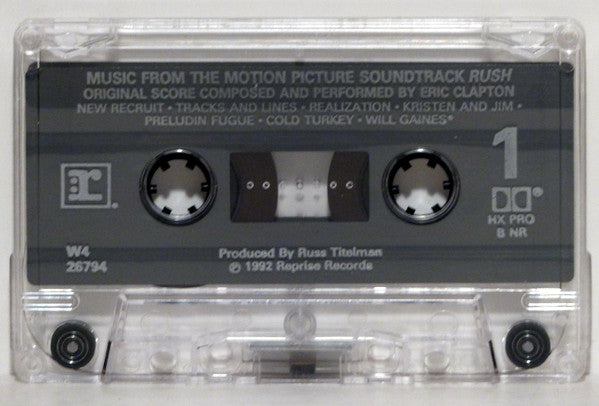 MUSIC FROM THE MOTION PICTURE SOUNDTRACK RUSH
ORIGINAL SCORE COMPOSED AND PERFORMED BY ERIC CLAPTON
NEW RECRUIT • TRACKS AND LINES • REALIZATION • KRISTEN AND JIM •
PRELUDIN FUGUE • COLD TURKEY • WILL GAINES*
1
r.
HX PRO
B NR
W4
26794
Produced By Russ Titelman
℗ 1992 Reprise Records